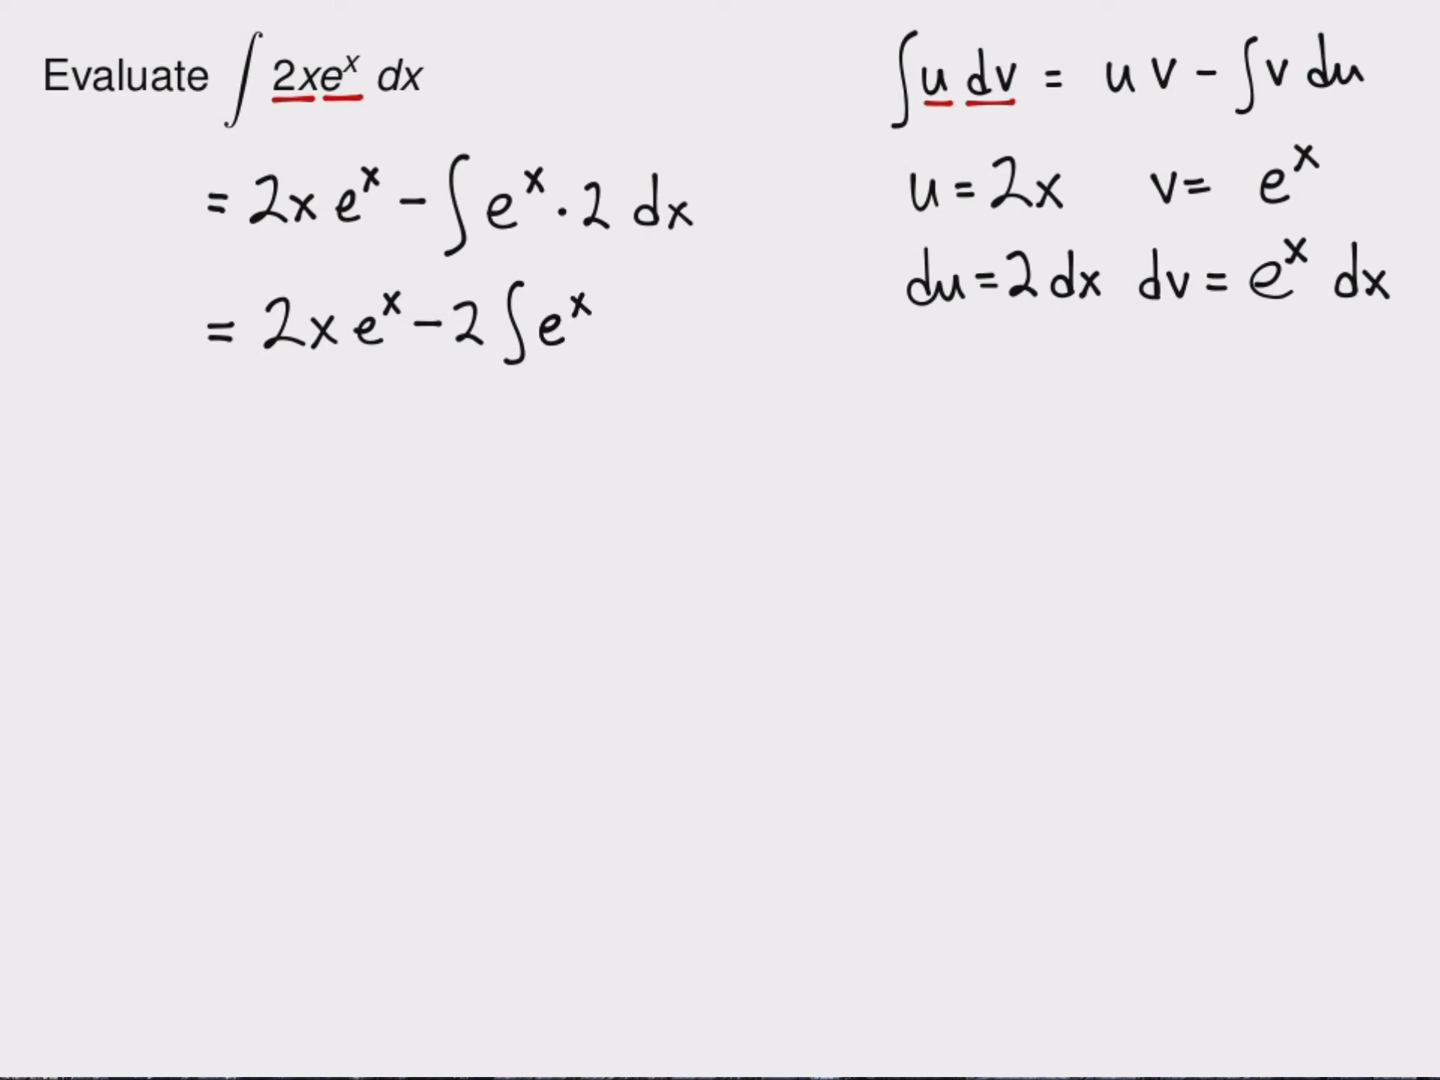 Evaluate ∫ 2xeˣ dx
= 2x eˣ - ∫ eˣ · 2 dx
= 2x eˣ - 2 ∫ eˣ
∫ u dv = u v - ∫ v du
u = 2x v = eˣ
du = 2 dx dv = eˣ dx